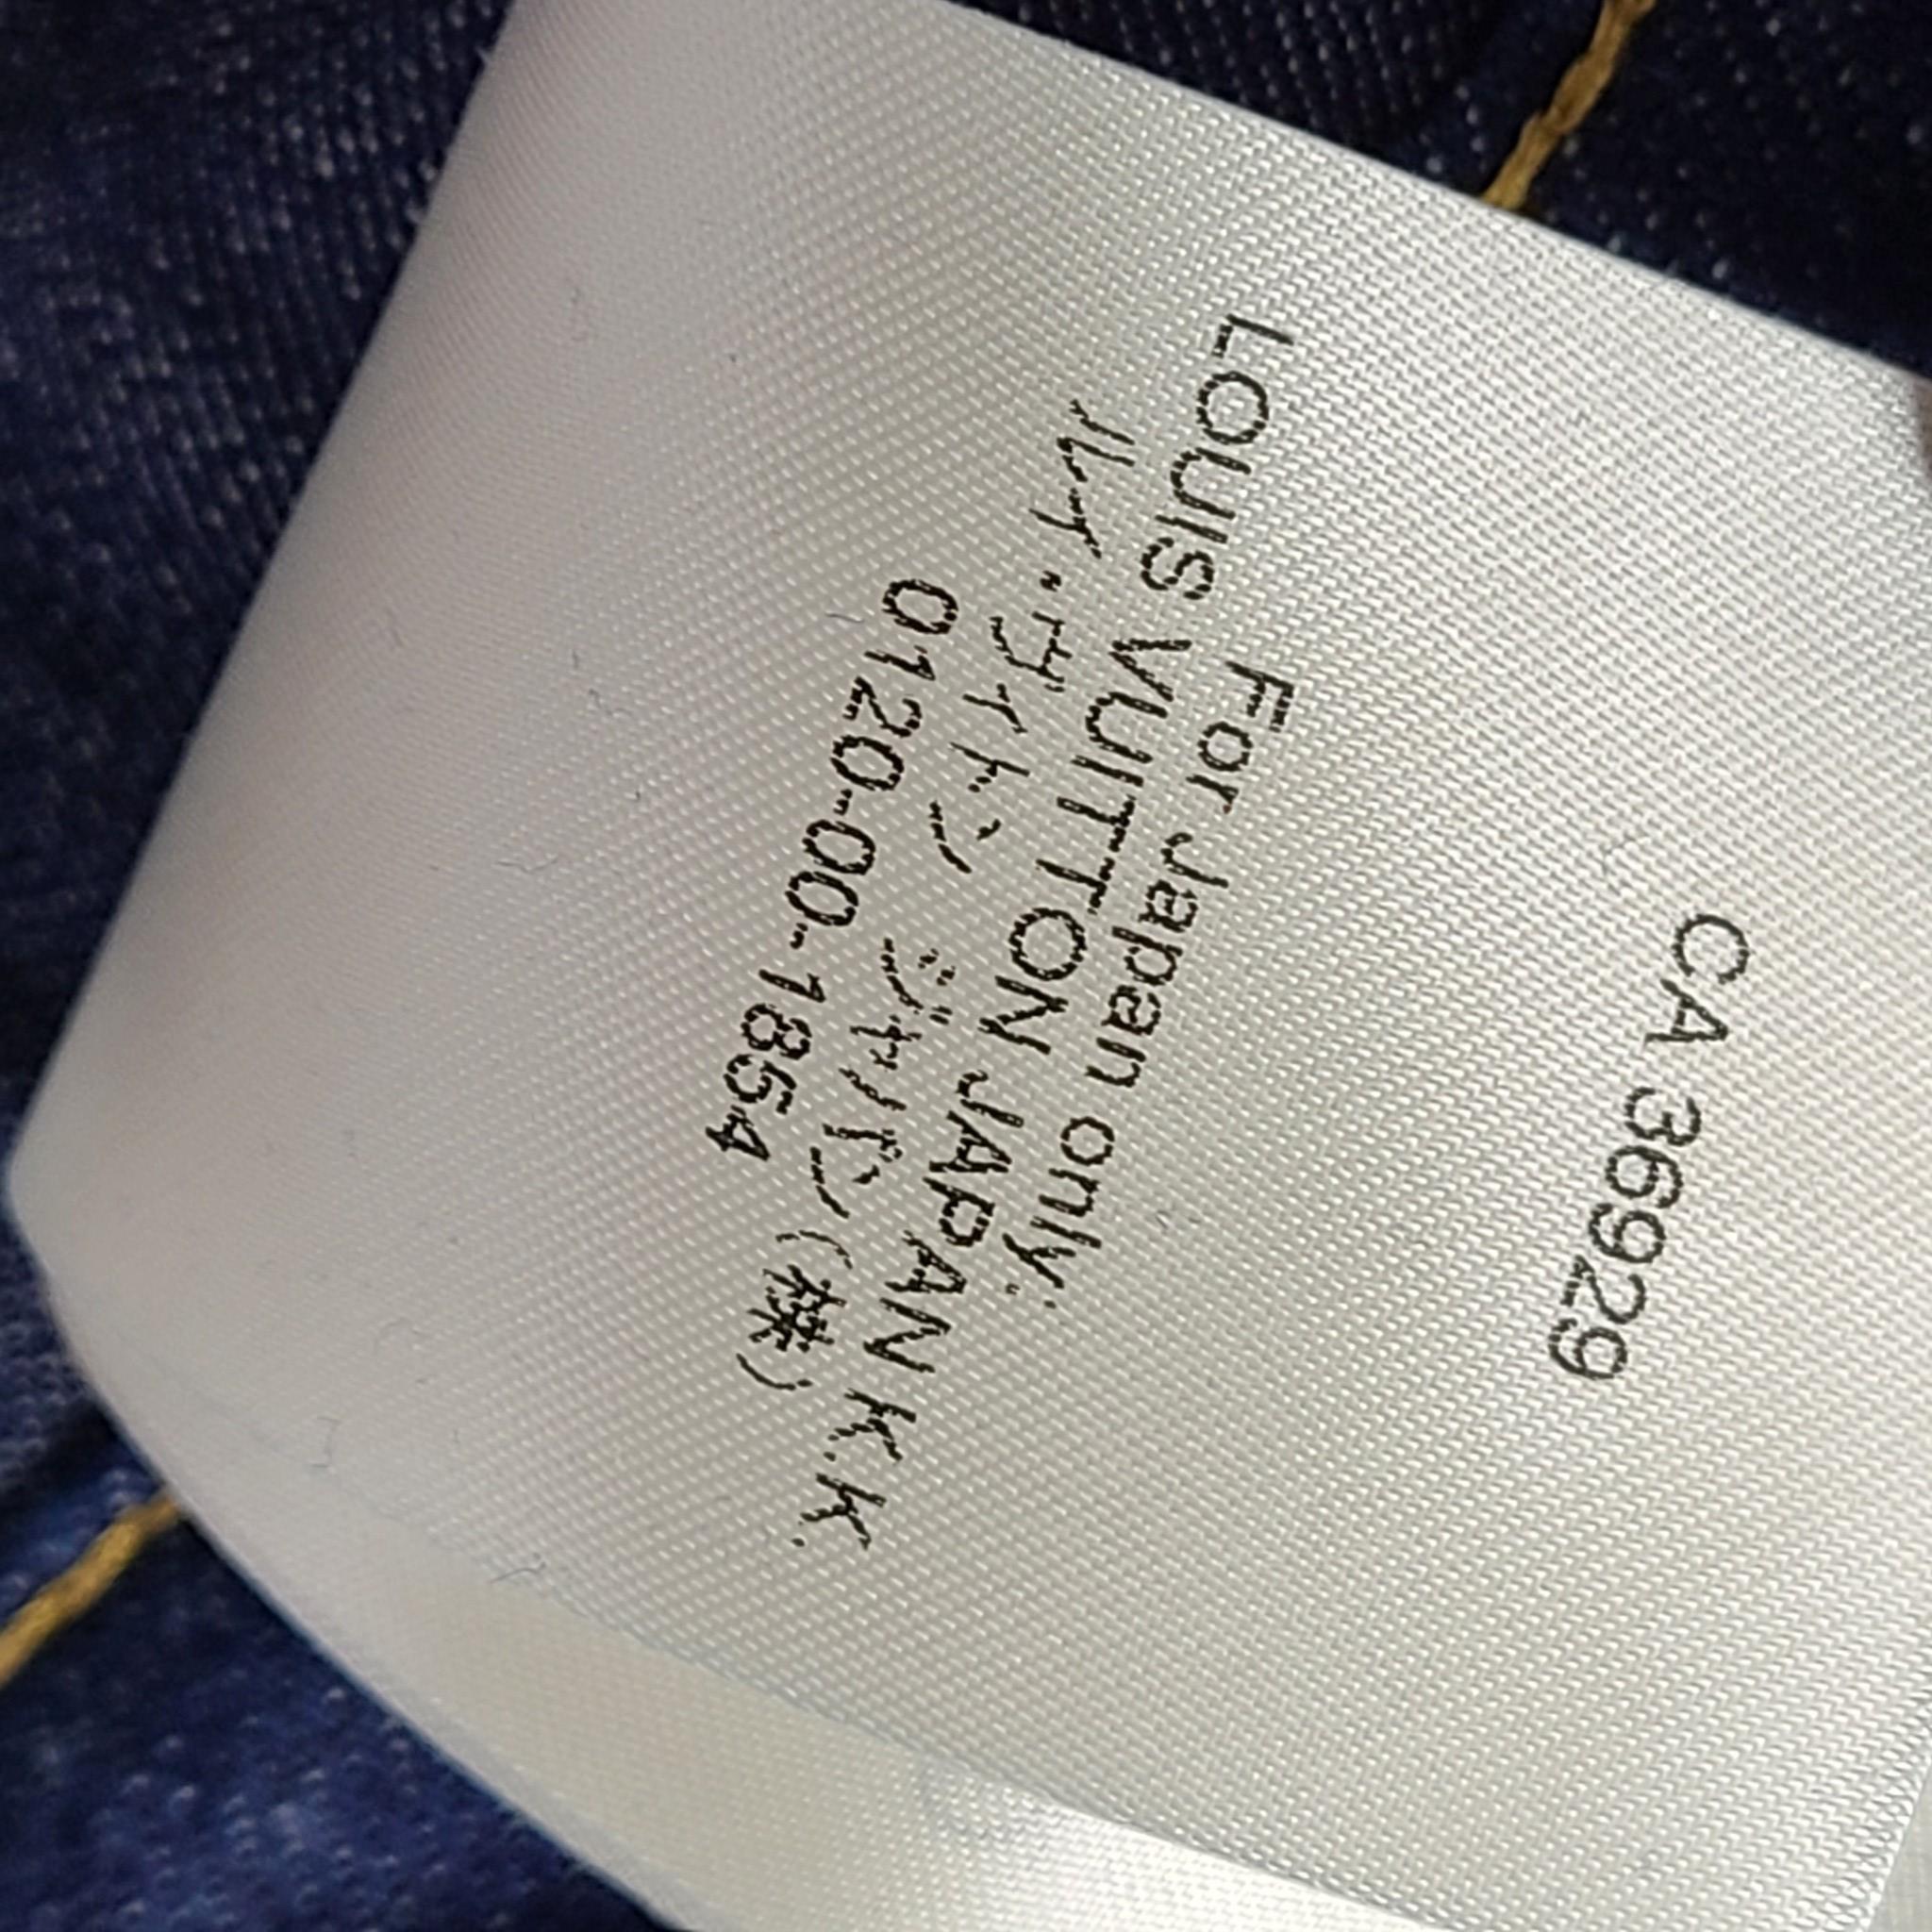 CA 36929
For Japan only:
LOUIS VUITTON JAPAN K.K.
ルイ・ヴイトン ジャパン(株)
0120-00-1854